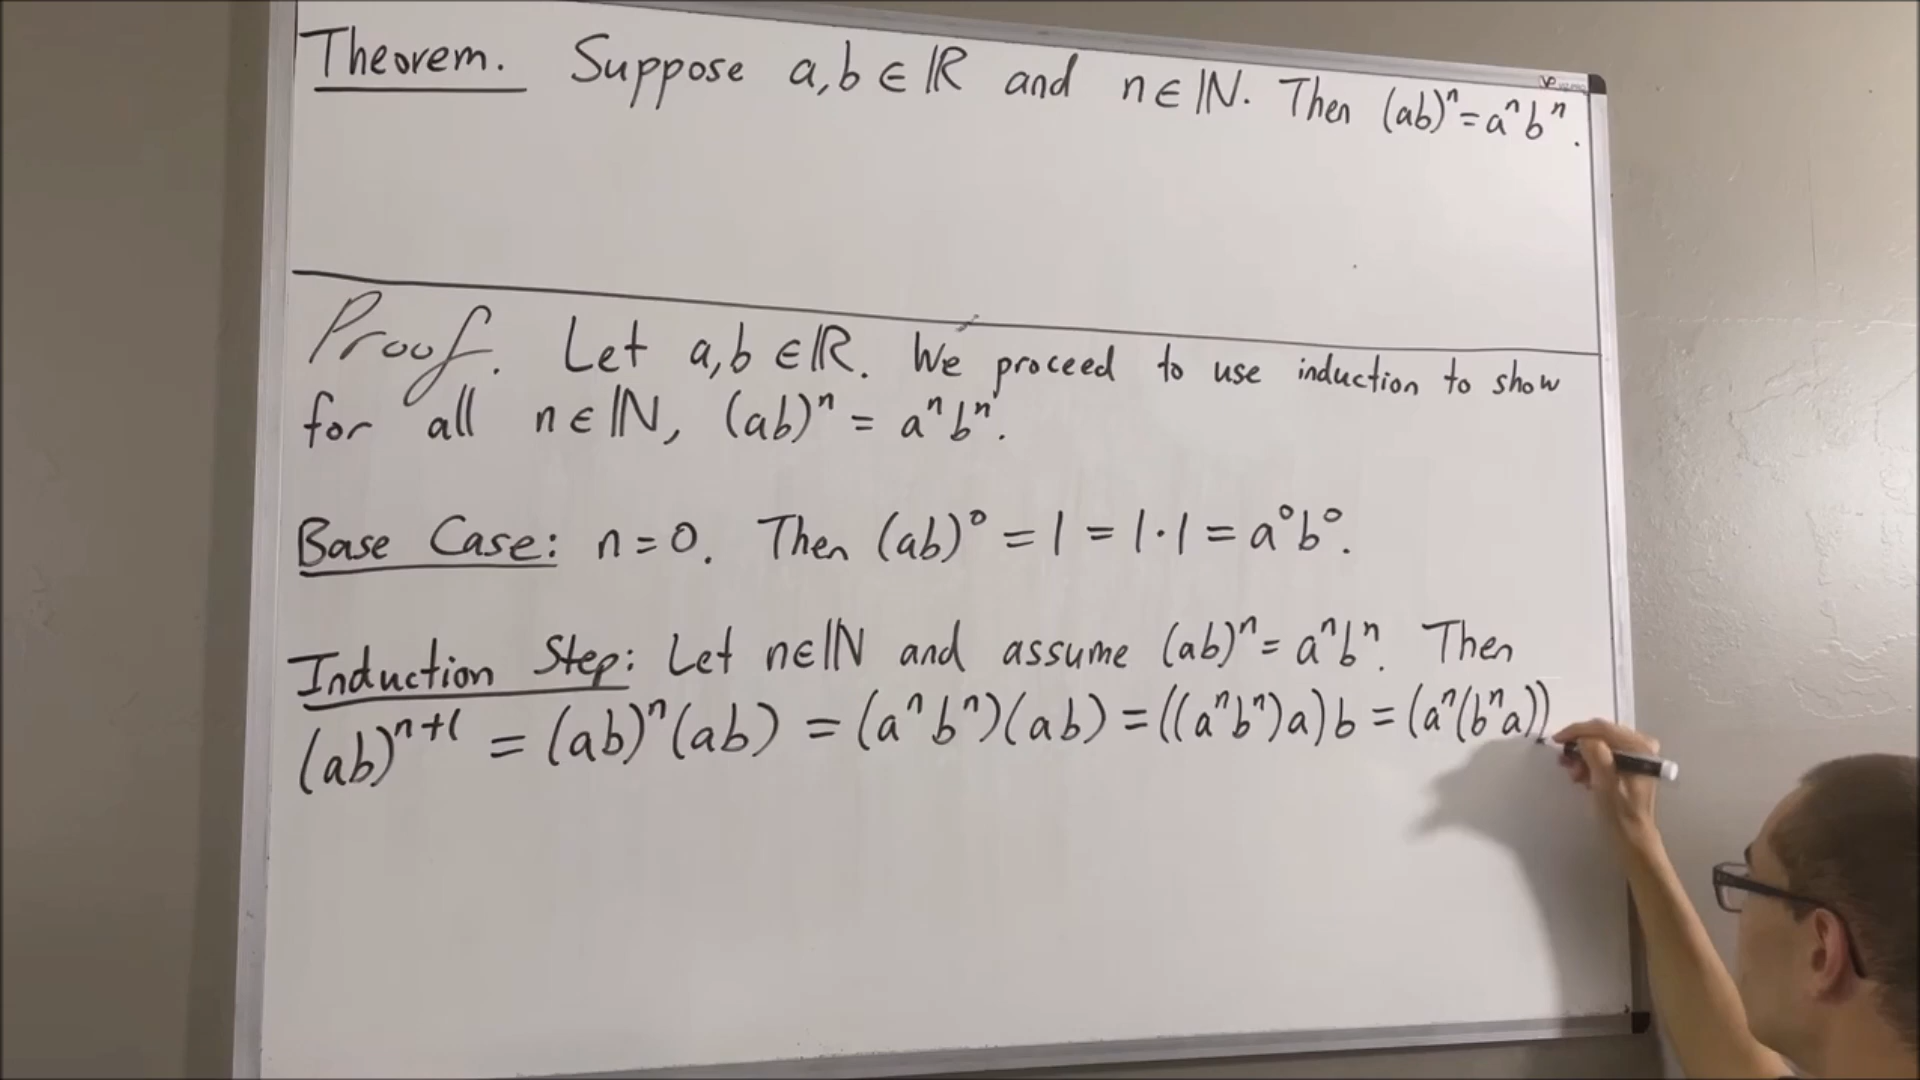 Theorem. Suppose a,b ∈ ℝ and n ∈ ℕ. Then (ab)ⁿ = aⁿbⁿ.
Proof. Let a,b ∈ ℝ. We proceed to use induction to show
for all n ∈ ℕ, (ab)ⁿ = aⁿbⁿ.
Base Case: n = 0. Then (ab)⁰ = 1 = 1·1 = a⁰b⁰.
Induction Step: Let n∈ℕ and assume (ab)ⁿ = aⁿbⁿ. Then
(ab)ⁿ⁺¹ = (ab)ⁿ(ab) = (aⁿbⁿ)(ab) = ((aⁿbⁿ)a)b = (aⁿ(bⁿa))